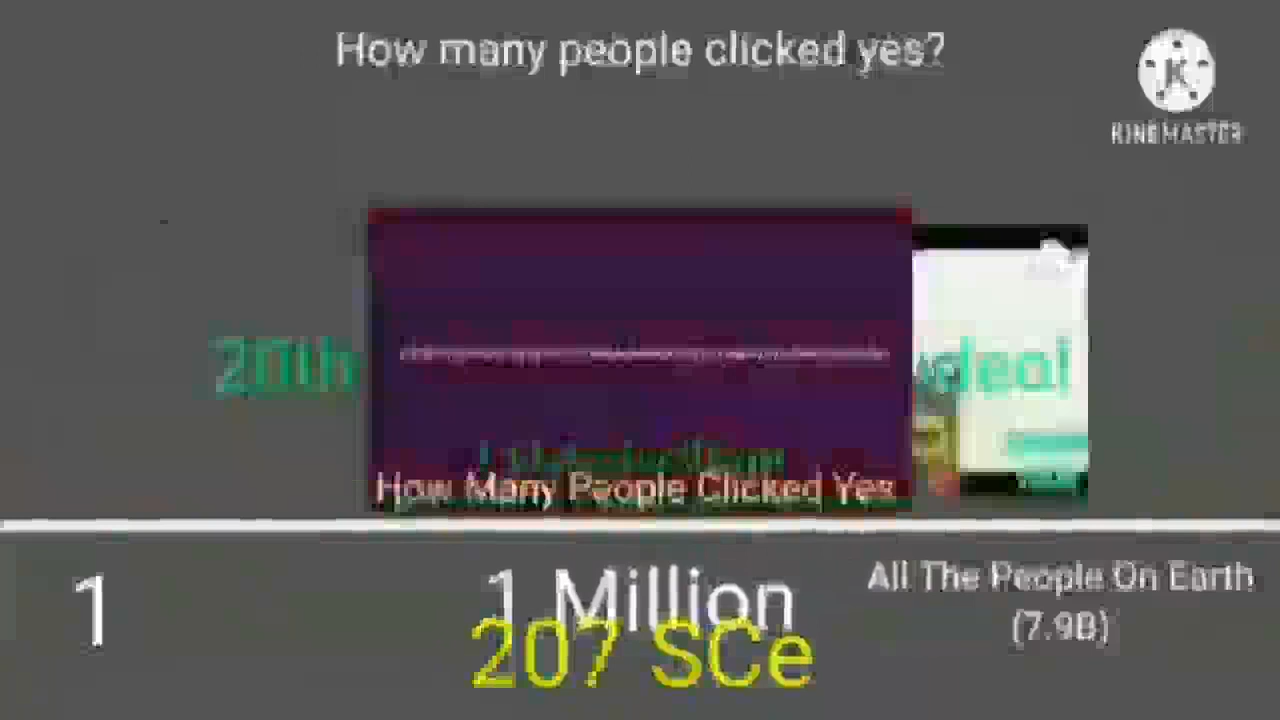 How many people clicked yes?
K
KINEMASTER
20th
deal
How Many People Clicked Yes
1
1 Million
All The People On Earth
(7.9B)
207 SCe